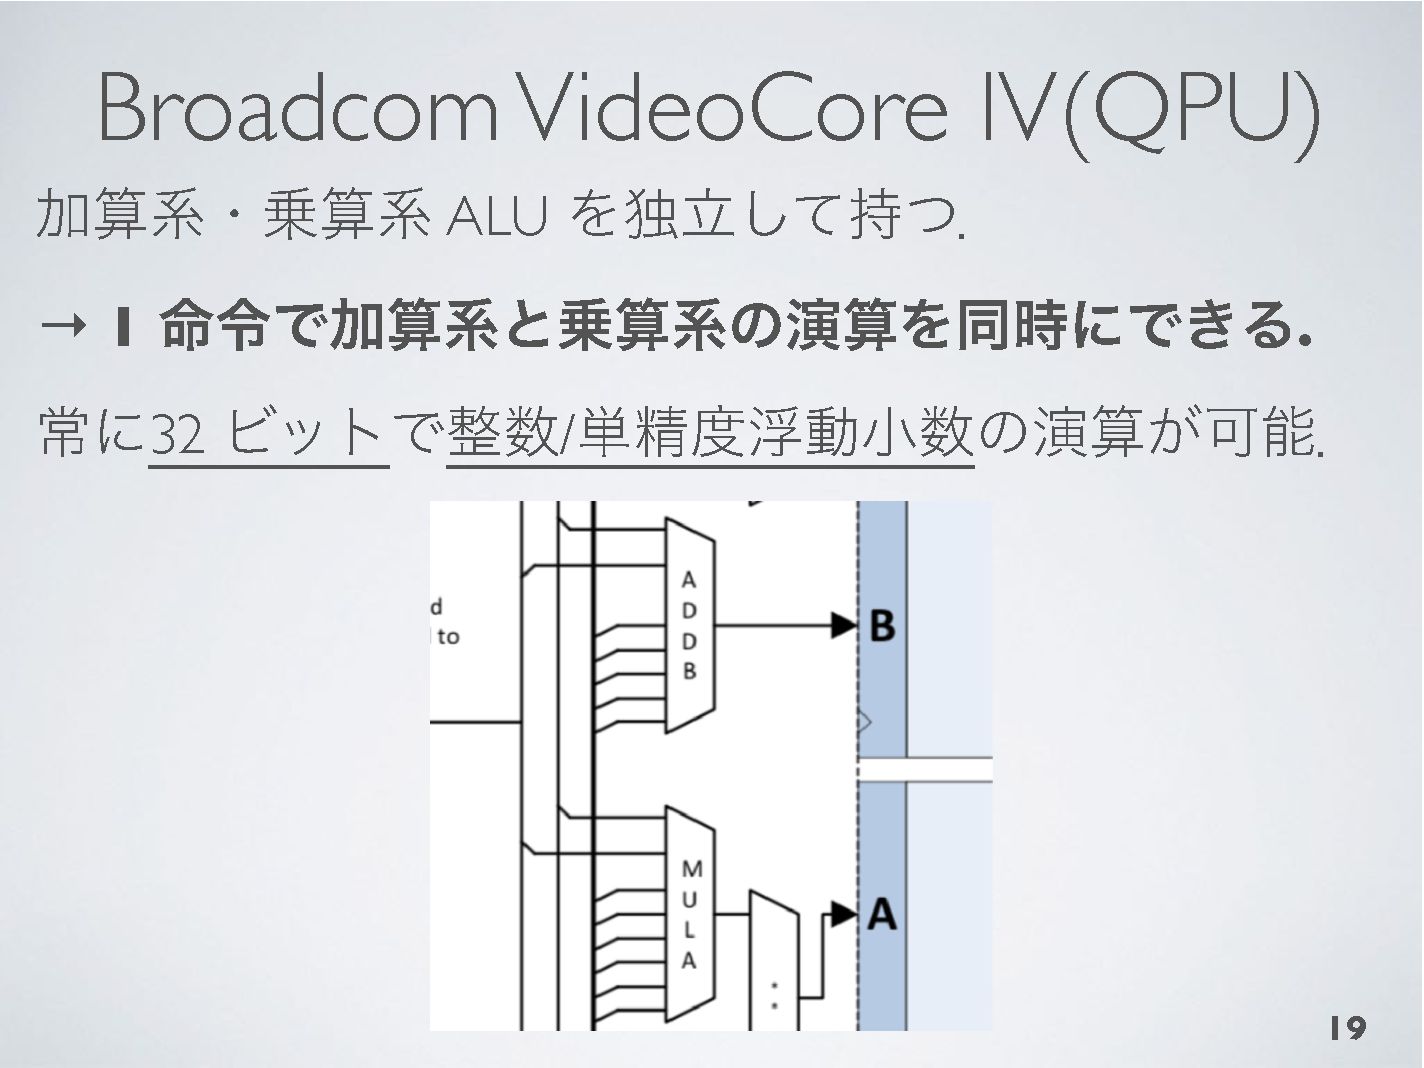 Broadcom VideoCore IV(QPU)
加算系・乗算系 ALU を独立して持つ.
→ 1 命令で加算系と乗算系の演算を同時にできる.
常に32 ビットで整数/単精度浮動小数の演算が可能.
A
D
D
B
B
d
to
M
U
L
A
A
19